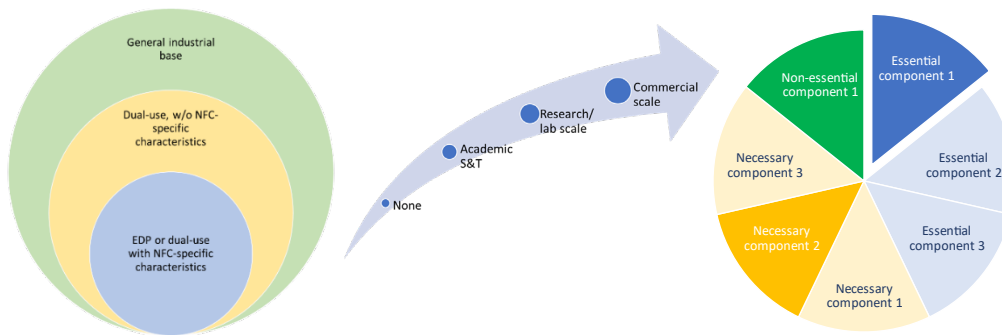 General industrial
base
Dual-use, w/o NFC-
specific
characteristics
EDP or dual-use
with NFC-specific
characteristics
None
Academic
S&T
Research/
lab scale
Commercial
scale
Essential
component 1
Essential
component 2
Essential
component 3
Necessary
component 1
Necessary
component 2
Necessary
component 3
Non-essential
component 1